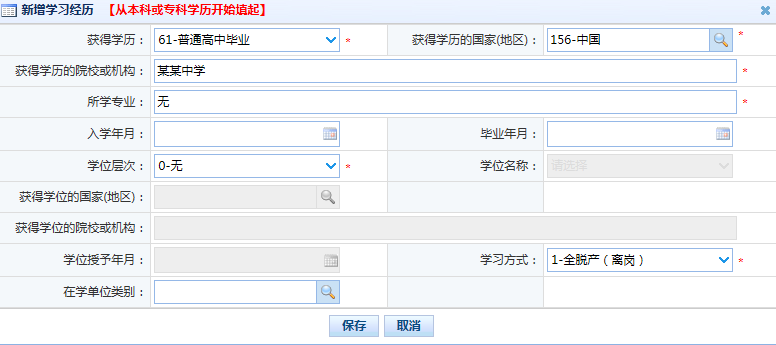 新增学习经历 【从本科或专科学历开始填起】
获得学历： 61-普通高中毕业 * 获得学历的国家(地区)： 156-中国 *
获得学历的院校或机构： 某某中学 *
所学专业： 无 *
入学年月： 毕业年月：
学位层次： 0-无 * 学位名称： 请选择
获得学位的国家(地区)：
获得学位的院校或机构：
学位授予年月： 学习方式： 1-全脱产（离岗） *
在学单位类别：
保存 取消